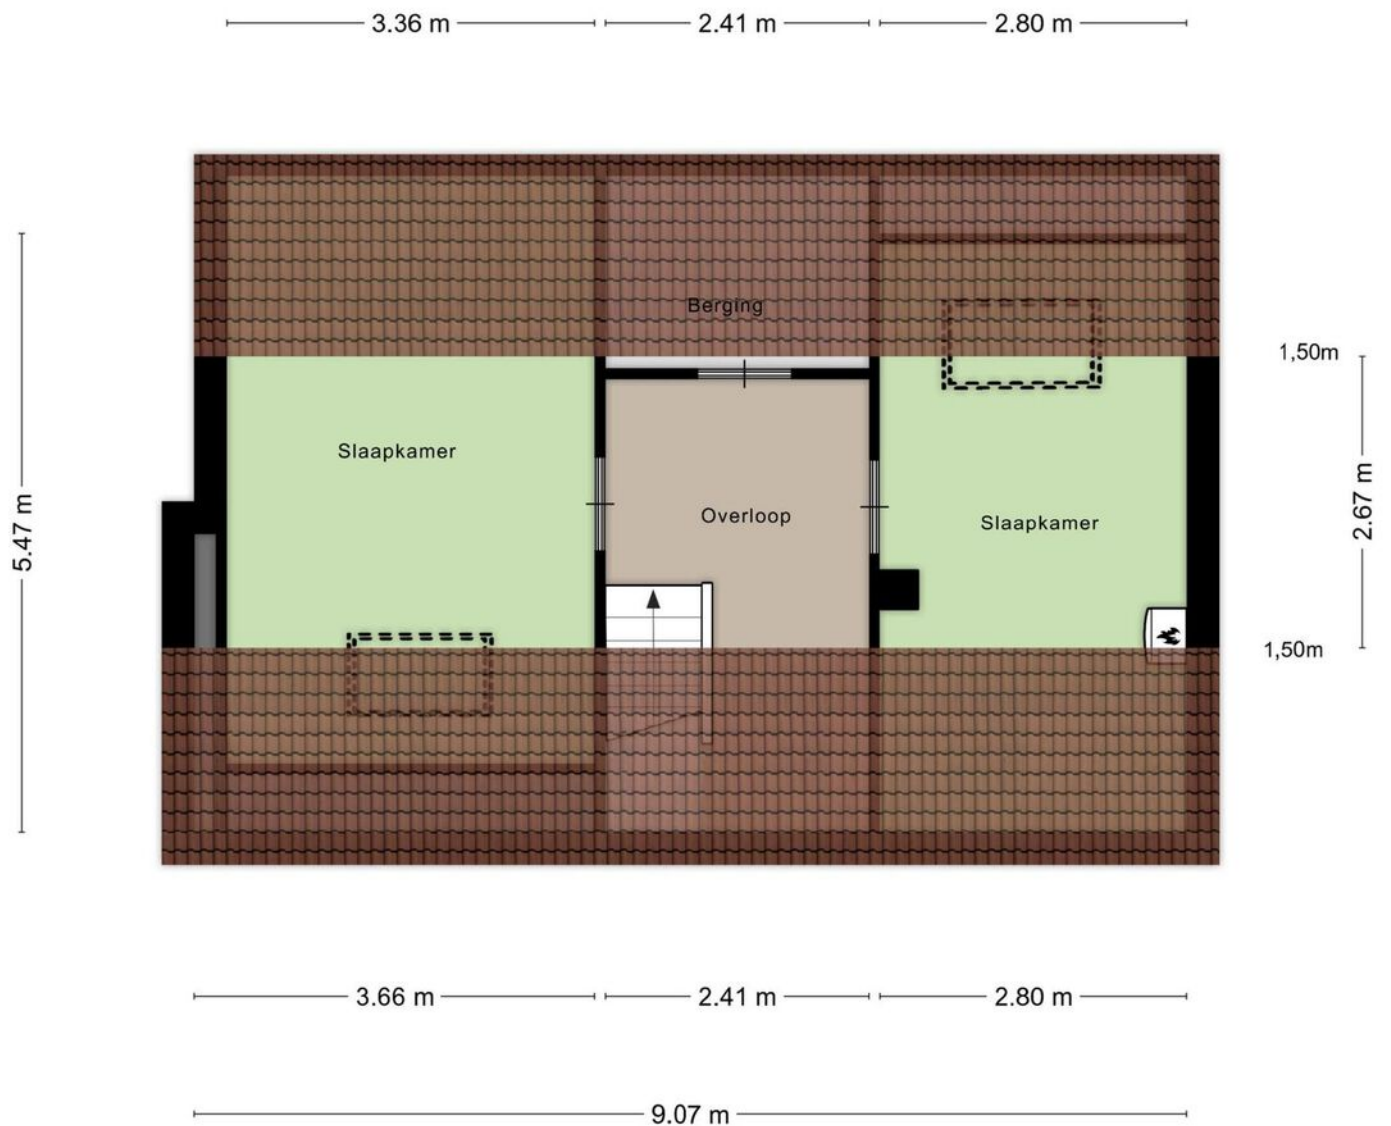 3.36 m
2.41 m
2.80 m
Berging
1,50m
Slaapkamer
5.47 m
Overloop
Slaapkamer
2.67 m
1,50m
3.66 m
2.41 m
2.80 m
9.07 m